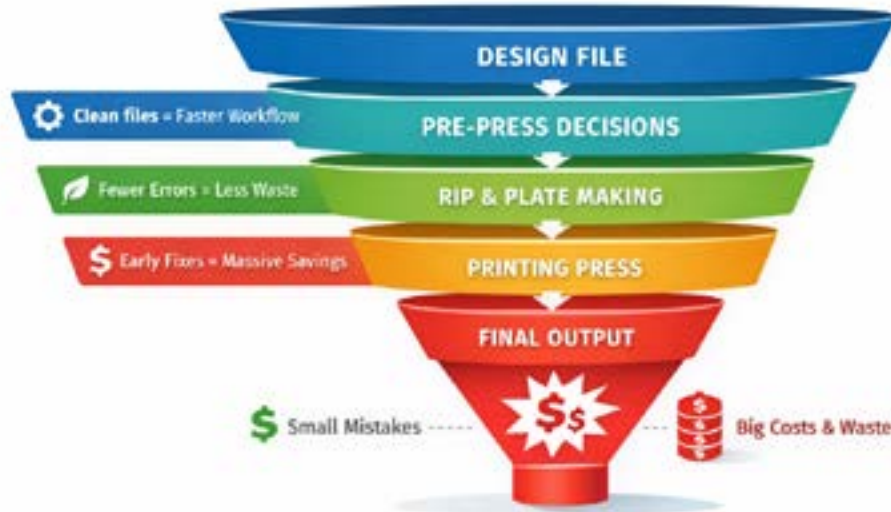 DESIGN FILE
Clean files = Faster Workflow
PRE-PRESS DECISIONS
Fewer Errors = Less Waste
RIP & PLATE MAKING
$ Early Fixes = Massive Savings
PRINTING PRESS
FINAL OUTPUT
$$
$ Small Mistakes
Big Costs & Waste